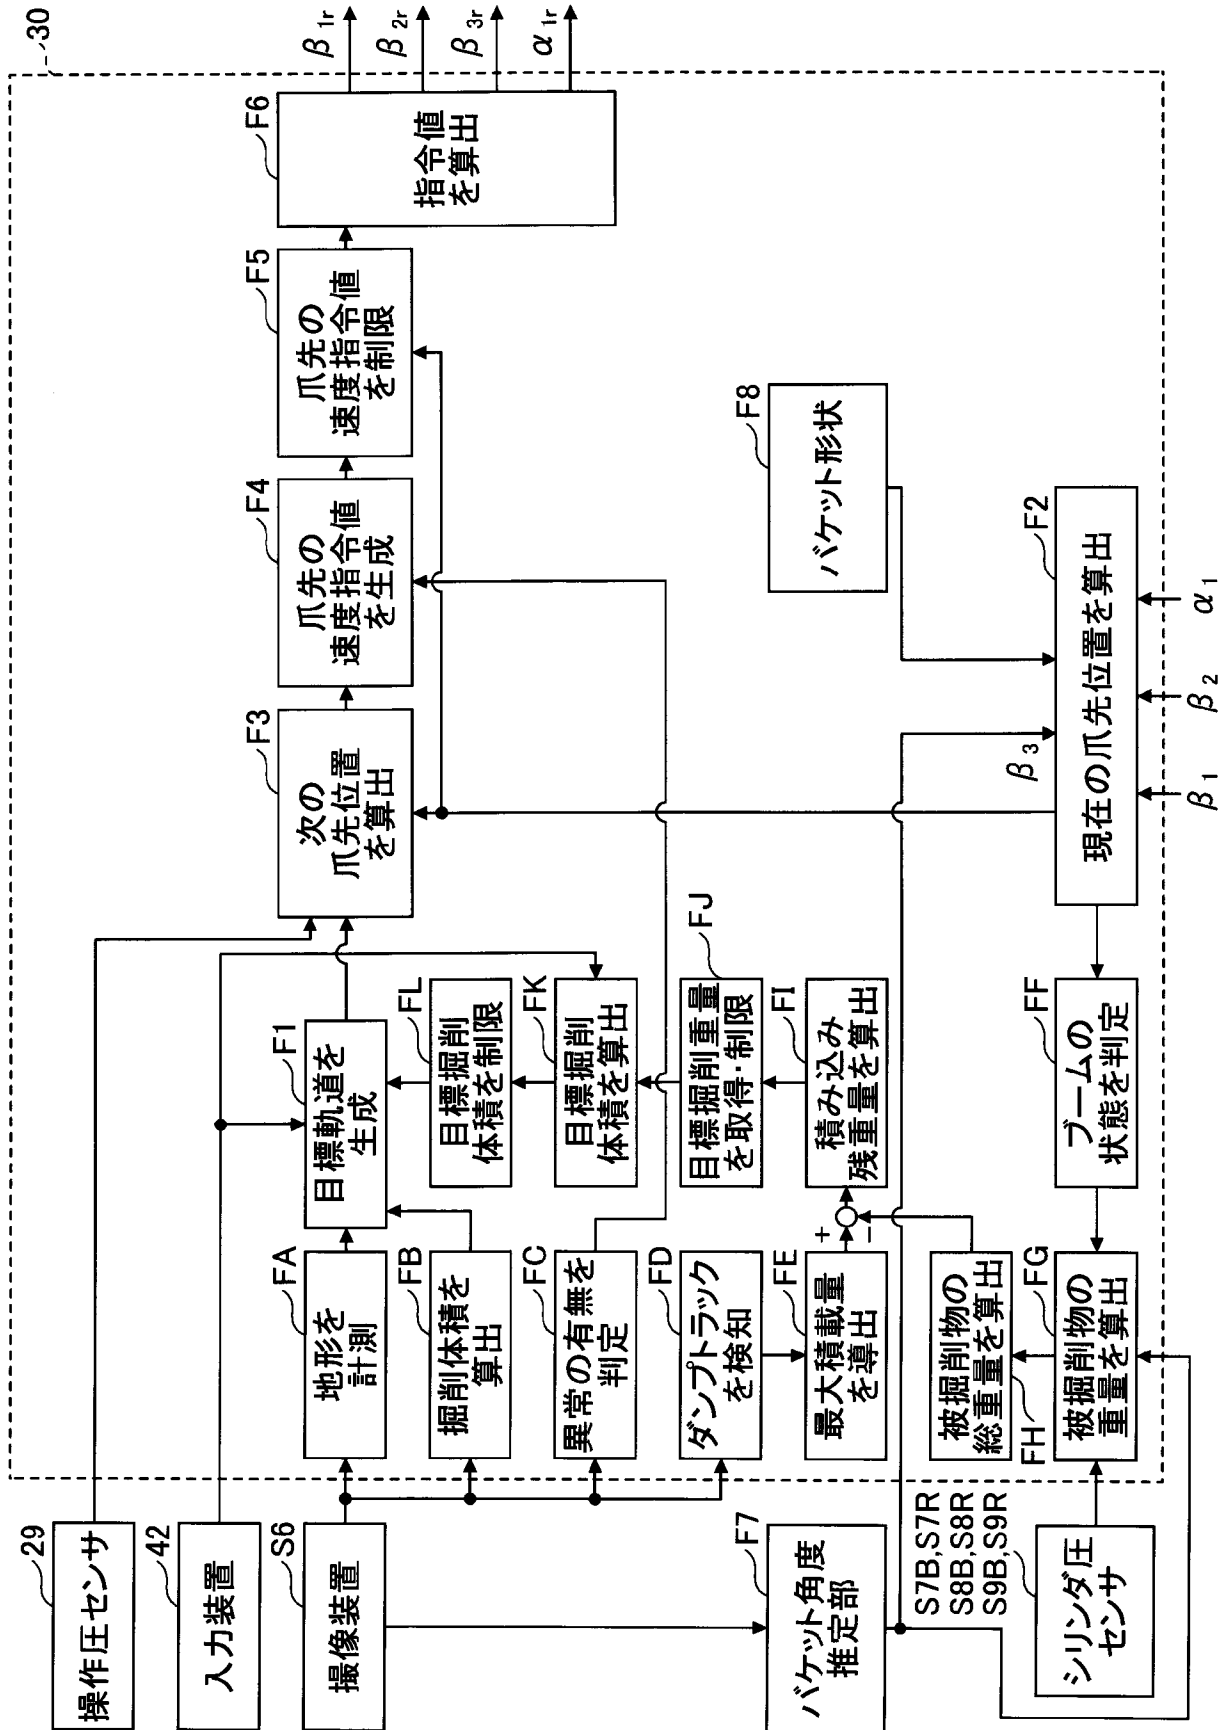 30
29
操作圧センサ
42
入力装置
S6
撮像装置
F7
バケット角度
推定部
S7B,S7R
S8B,S8R
S9B,S9R
シリンダ圧
センサ
FA
地形を
計測
FB
掘削体積を
算出
FC
異常の有無を
判定
FD
ダンプトラック
を検知
FE
最大積載量
を導出
+
−
FH
被掘削物の
総重量を算出
FG
被掘削物の
重量を算出
F1
目標軌道を
生成
FL
目標掘削
体積を制限
FK
目標掘削
体積を算出
FJ
目標掘削重量
を取得・制限
FI
積み込み
残重量を算出
FF
ブームの
状態を判定
F3
次の
爪先位置
を算出
F4
爪先の
速度指令値
を生成
F5
爪先の
速度指令値
を制限
F6
指令値
を算出
β1r
β2r
β3r
α1r
F8
バケット形状
F2
現在の爪先位置を算出
β3
β1
β2
α1